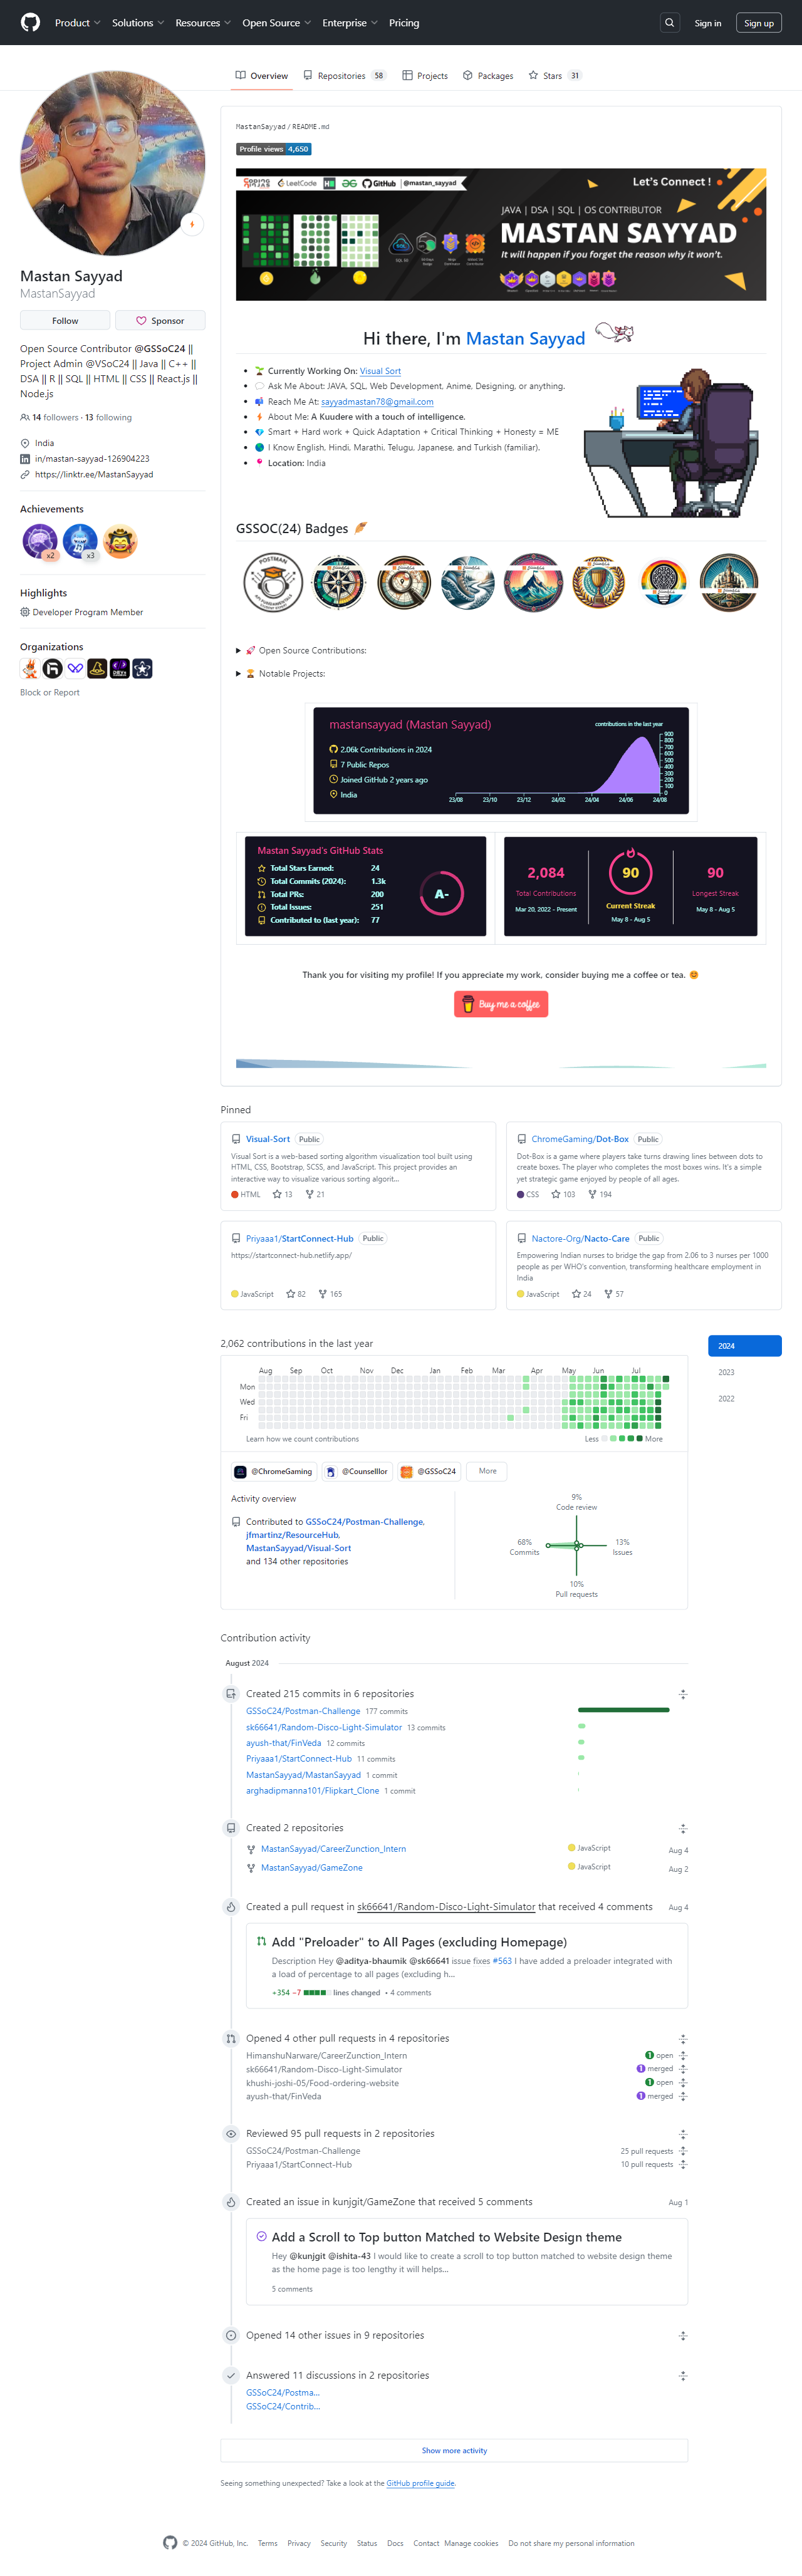 Product Solutions Resources Open Source Enterprise Pricing Sign in Sign up
Overview Repositories 58 Projects Packages Stars 31
Mastan Sayyad
MastanSayyad
Follow Sponsor
Open Source Contributor @GSSoC24 ||
Project Admin @VSoC24 || Java || C++ ||
DSA || R || SQL || HTML || CSS || React.js ||
Node.js
14 followers · 13 following
India
in/mastan-sayyad-126904223
https://linktr.ee/MastanSayyad
Achievements
x2 x3
Highlights
Developer Program Member
Organizations
Block or Report
MastanSayyad / README.md
Profile views 4,650
LeetCode GitHub @mastan_sayyad Let's Connect !
JAVA | DSA | SQL | OS CONTRIBUTOR
MASTAN SAYYAD
It will happen if you forget the reason why it won't.
Hi there, I'm Mastan Sayyad
Currently Working On: Visual Sort
Ask Me About: JAVA, SQL, Web Development, Anime, Designing, or anything.
Reach Me At: sayyadmastan78@gmail.com
About Me: A Kuudere with a touch of intelligence.
Smart + Hard work + Quick Adaptation + Critical Thinking + Honesty = ME
I Know English, Hindi, Marathi, Telugu, Japanese, and Turkish (familiar).
Location: India
GSSOC(24) Badges
POSTMAN
Open Source Contributions:
Notable Projects:
mastansayyad (Mastan Sayyad)
contributions in the last year
2.06k Contributions in 2024
7 Public Repos
Joined GitHub 2 years ago
India
900
800
700
600
500
400
300
200
100
0
23/08 23/10 23/12 24/02 24/04 24/06 24/08
Mastan Sayyad's GitHub Stats
Total Stars Earned: 24
Total Commits (2024): 1.3k
Total PRs: 200
Total Issues: 251
Contributed to (last year): 77
A-
2,084
Total Contributions
Mar 20, 2022 - Present
90
Current Streak
May 8 - Aug 5
90
Longest Streak
May 8 - Aug 5
Thank you for visiting my profile! If you appreciate my work, consider buying me a coffee or tea.
Buy me a coffee
Pinned
Visual-Sort Public
Visual Sort is a web-based sorting algorithm visualization tool built using
HTML, CSS, Bootstrap, SCSS, and JavaScript. This project provides an
interactive way to visualize various sorting algorit...
HTML 13 21
ChromeGaming/Dot-Box Public
Dot-Box is a game where players take turns drawing lines between dots to
create boxes. The player who completes the most boxes wins. It's a simple
yet strategic game enjoyed by people of all ages.
CSS 103 194
Priyaaa1/StartConnect-Hub Public
https://startconnect-hub.netlify.app/
JavaScript 82 165
Nactore-Org/Nacto-Care Public
Empowering Indian nurses to bridge the gap from 2.06 to 3 nurses per 1000
people as per WHO's convention, transforming healthcare employment in
India
JavaScript 24 57
2,062 contributions in the last year
2024
2023
2022
Aug Sep Oct Nov Dec Jan Feb Mar Apr May Jun Jul
Mon
Wed
Fri
Learn how we count contributions Less More
@ChromeGaming @Counselllor @GSSoC24 More
Activity overview
Contributed to GSSoC24/Postman-Challenge,
jfmartinz/ResourceHub,
MastanSayyad/Visual-Sort
and 134 other repositories
9%
Code review
68%
Commits
13%
Issues
10%
Pull requests
Contribution activity
August 2024
Created 215 commits in 6 repositories
GSSoC24/Postman-Challenge 177 commits
sk66641/Random-Disco-Light-Simulator 13 commits
ayush-that/FinVeda 12 commits
Priyaaa1/StartConnect-Hub 11 commits
MastanSayyad/MastanSayyad 1 commit
arghadipmanna101/Flipkart_Clone 1 commit
Created 2 repositories
MastanSayyad/CareerZunction_Intern JavaScript Aug 4
MastanSayyad/GameZone JavaScript Aug 2
Created a pull request in sk66641/Random-Disco-Light-Simulator that received 4 comments Aug 4
Add "Preloader" to All Pages (excluding Homepage)
Description Hey @aditya-bhaumik @sk66641 issue fixes #563 I have added a preloader integrated with
a load of percentage to all pages (excluding h...
+354 −7 lines changed • 4 comments
Opened 4 other pull requests in 4 repositories
HimanshuNarware/CareerZunction_Intern 1 open
sk66641/Random-Disco-Light-Simulator 1 merged
khushi-joshi-05/Food-ordering-website 1 open
ayush-that/FinVeda 1 merged
Reviewed 95 pull requests in 2 repositories
GSSoC24/Postman-Challenge 25 pull requests
Priyaaa1/StartConnect-Hub 10 pull requests
Created an issue in kunjgit/GameZone that received 5 comments Aug 1
Add a Scroll to Top button Matched to Website Design theme
Hey @kunjgit @ishita-43 I would like to create a scroll to top button matched to website design theme
as the home page is too lengthy it will helps...
5 comments
Opened 14 other issues in 9 repositories
Answered 11 discussions in 2 repositories
GSSoC24/Postma...
GSSoC24/Contrib...
Show more activity
Seeing something unexpected? Take a look at the GitHub profile guide.
© 2024 GitHub, Inc. Terms Privacy Security Status Docs Contact Manage cookies Do not share my personal information